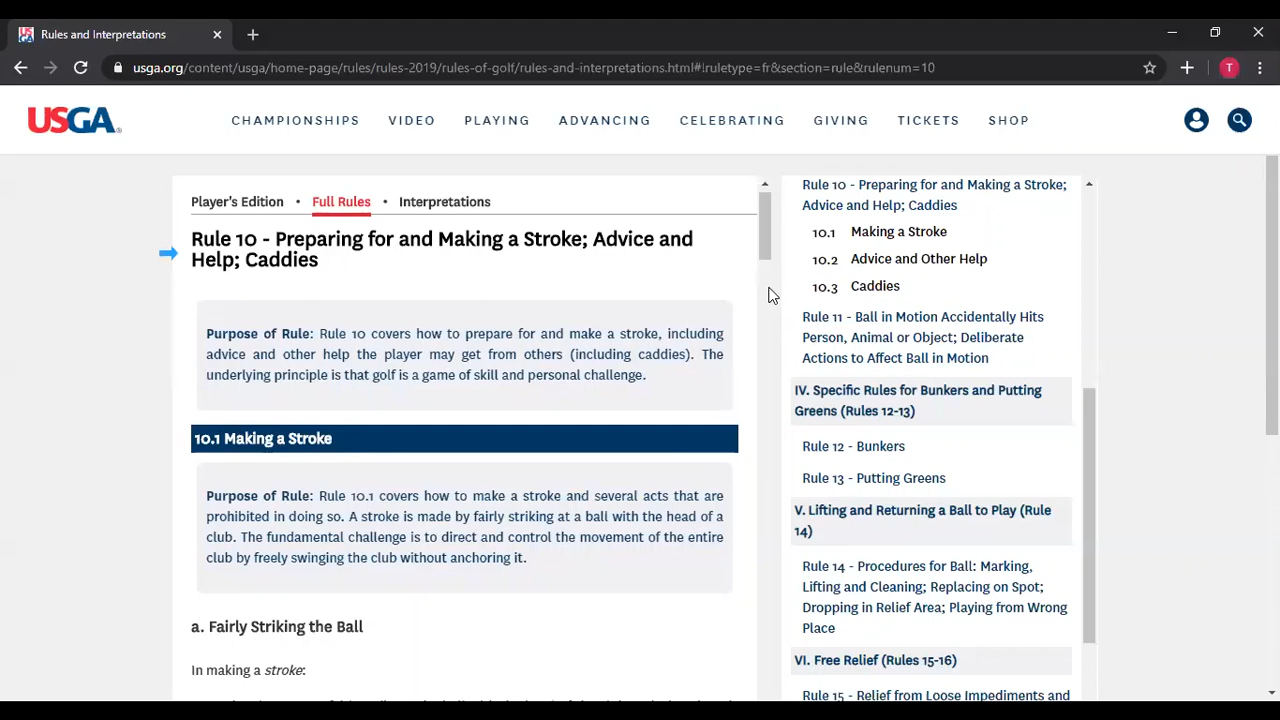 Rules and Interpretations
usga.org/content/usga/home-page/rules/rules-2019/rules-of-golf/rules-and-interpretations.html#!ruletype=fr&section=rule&rulenum=10
T
USGA
CHAMPIONSHIPS VIDEO PLAYING ADVANCING CELEBRATING GIVING TICKETS SHOP
Player's Edition • Full Rules • Interpretations
Rule 10 - Preparing for and Making a Stroke; Advice and
Help; Caddies
Purpose of Rule: Rule 10 covers how to prepare for and make a stroke, including
advice and other help the player may get from others (including caddies). The
underlying principle is that golf is a game of skill and personal challenge.
10.1 Making a Stroke
Purpose of Rule: Rule 10.1 covers how to make a stroke and several acts that are
prohibited in doing so. A stroke is made by fairly striking at a ball with the head of a
club. The fundamental challenge is to direct and control the movement of the entire
club by freely swinging the club without anchoring it.
a. Fairly Striking the Ball
In making a stroke:
Rule 10 - Preparing for and Making a Stroke;
Advice and Help; Caddies
10.1 Making a Stroke
10.2 Advice and Other Help
10.3 Caddies
Rule 11 - Ball in Motion Accidentally Hits
Person, Animal or Object; Deliberate
Actions to Affect Ball in Motion
IV. Specific Rules for Bunkers and Putting
Greens (Rules 12-13)
Rule 12 - Bunkers
Rule 13 - Putting Greens
V. Lifting and Returning a Ball to Play (Rule
14)
Rule 14 - Procedures for Ball: Marking,
Lifting and Cleaning; Replacing on Spot;
Dropping in Relief Area; Playing from Wrong
Place
VI. Free Relief (Rules 15-16)
Rule 15 - Relief from Loose Impediments and